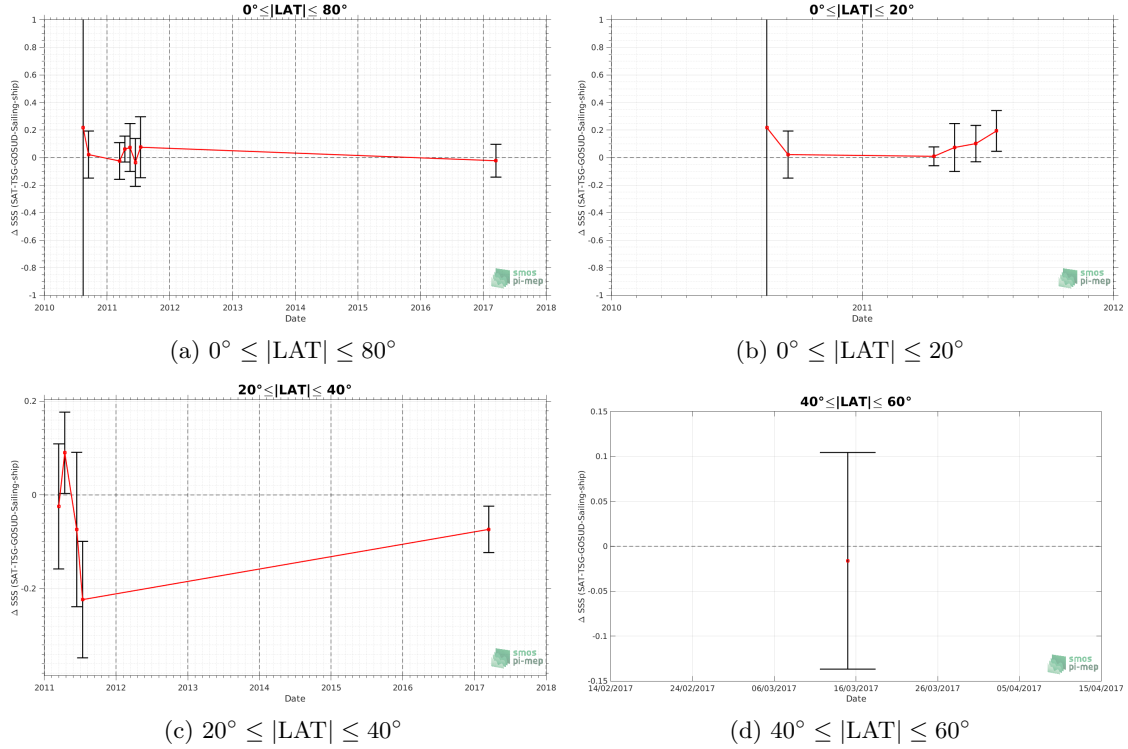 0°≤|LAT|≤ 80°
Δ SSS (SAT-TSG-GOSUD-Sailing-ship)
1
0.8
0.6
0.4
0.2
0
-0.2
-0.4
-0.6
-0.8
-1
2010 2011 2012 2013 2014 2015 2016 2017 2018
Date
smos
pi-mep
(a) 0° ≤ |LAT| ≤ 80°
0°≤|LAT|≤ 20°
Δ SSS (SAT-TSG-GOSUD-Sailing-ship)
1
0.8
0.6
0.4
0.2
0
-0.2
-0.4
-0.6
-0.8
-1
2010 2011 2012
Date
smos
pi-mep
(b) 0° ≤ |LAT| ≤ 20°
20°≤|LAT|≤ 40°
Δ SSS (SAT-TSG-GOSUD-Sailing-ship)
0.2
0
-0.2
2011 2012 2013 2014 2015 2016 2017 2018
Date
smos
pi-mep
(c) 20° ≤ |LAT| ≤ 40°
40°≤|LAT|≤ 60°
Δ SSS (SAT-TSG-GOSUD-Sailing-ship)
0.15
0.1
0.05
0
-0.05
-0.1
-0.15
14/02/2017 24/02/2017 06/03/2017 16/03/2017 26/03/2017 05/04/2017 15/04/2017
Date
smos
pi-mep
(d) 40° ≤ |LAT| ≤ 60°